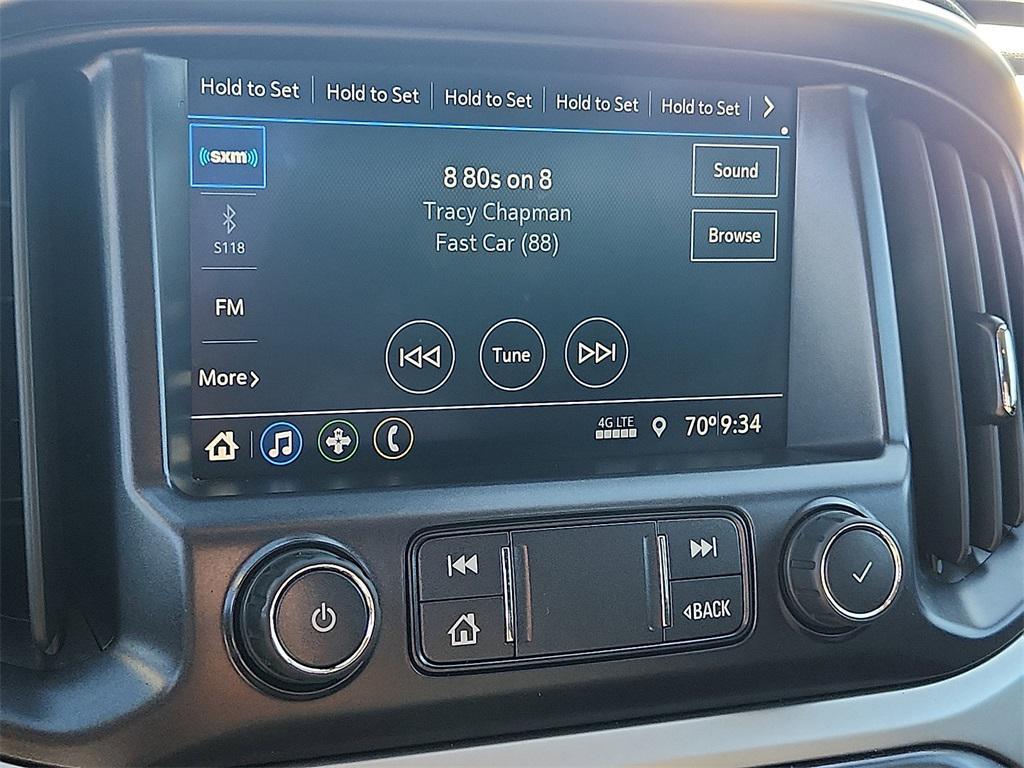 Hold to Set Hold to Set Hold to Set Hold to Set Hold to Set
sxm
8 80s on 8
Sound
Tracy Chapman
S118
Fast Car (88)
Browse
FM
Tune
More
4G LTE 70° 9:34
BACK